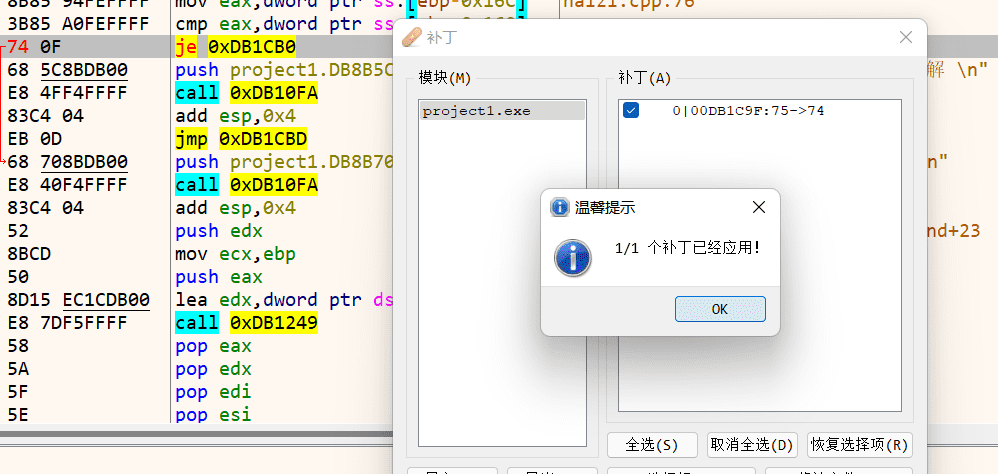 8B85 94FEFFFF mov eax,dword ptr ss:[ebp-0x16C] nai21.cpp:76
3B85 A0FEFFFF cmp eax,dword ptr
74 0F je 0xDB1CB0
68 5C8BDB00 push project1.DB8B5C 解 \n"
E8 4FF4FFFF call 0xDB10FA
83C4 04 add esp,0x4
EB 0D jmp 0xDB1CBD
68 708BDB00 push project1.DB8B70 \n"
E8 40F4FFFF call 0xDB10FA
83C4 04 add esp,0x4
52 push edx nd+23
8BCD mov ecx,ebp
50 push eax
8D15 EC1CDB00 lea edx,dword ptr ds
E8 7DF5FFFF call 0xDB1249
58 pop eax
5A pop edx
5F pop edi
5E pop esi
补丁
模块(M)
project1.exe
补丁(A)
0|00DB1C9F:75->74
温馨提示
1/1 个补丁已经应用!
OK
全选(S) 取消全选(D) 恢复选择项(R)